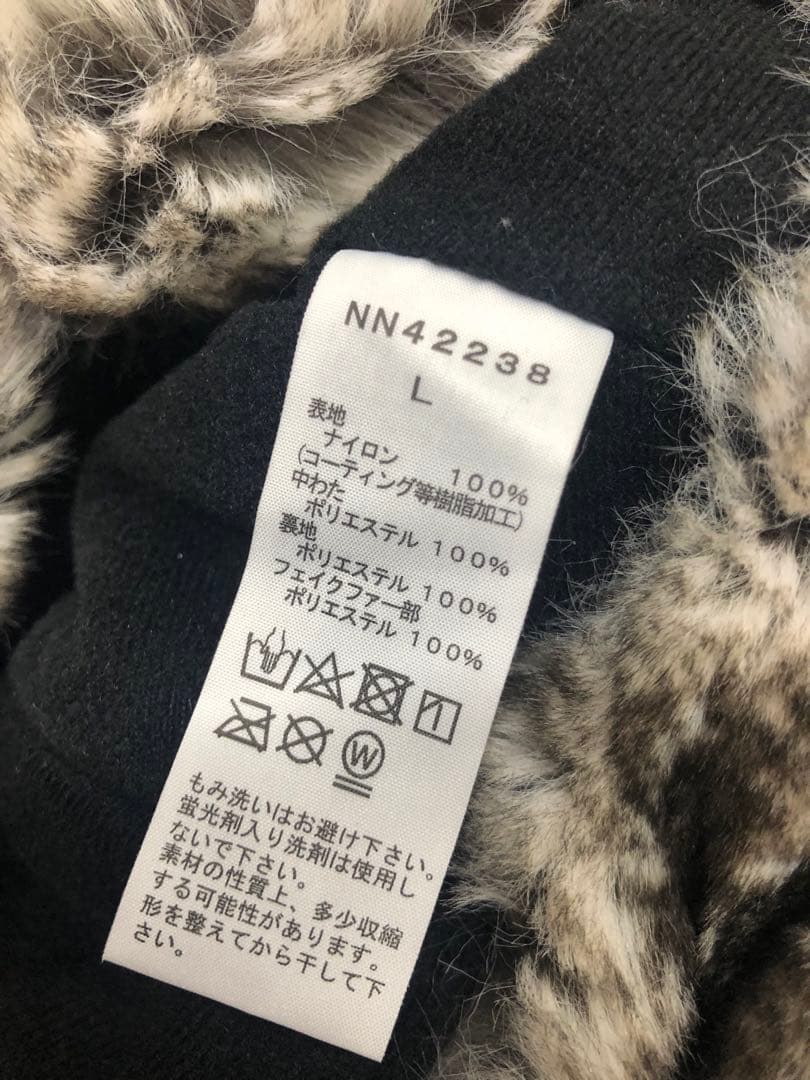 NN42238
L
表地
ナイロン 100%
(コーティング等樹脂加工)
中わた
ポリエステル 100%
裏地
ポリエステル 100%
フェイクファー部
ポリエステル 100%
W
もみ洗いはお避け下さい。
蛍光剤入り洗剤は使用し
ないで下さい。
素材の性質上、多少収縮
する可能性があります。
形を整えてから干して下
さい。